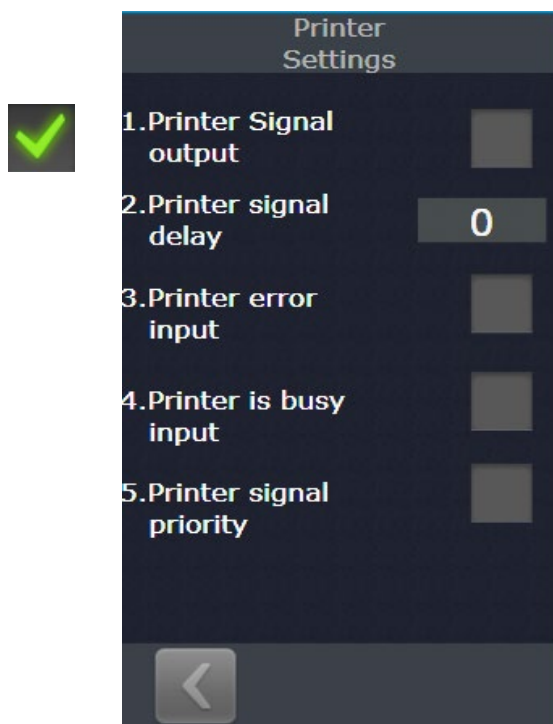 Printer
Settings
1.Printer Signal
output
2.Printer signal
delay
0
3.Printer error
input
4.Printer is busy
input
5.Printer signal
priority